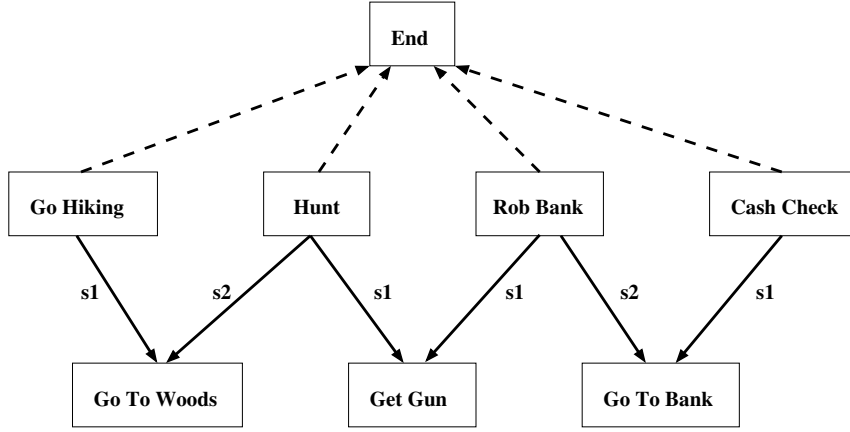 End
Go Hiking
Hunt
Rob Bank
Cash Check
s1
s2
s1
s1
s2
s1
Go To Woods
Get Gun
Go To Bank